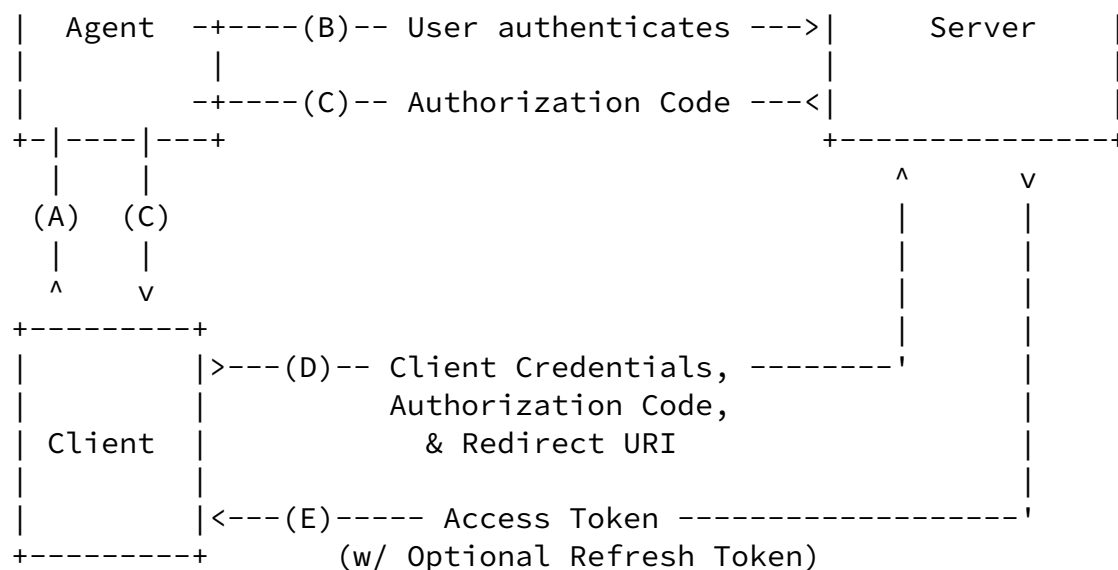 Agent -+----(B)-- User authenticates --->| Server
-+----(C)-- Authorization Code ---<|
(A) (C)
^ v
^ v
>---(D)-- Client Credentials, --------'
Authorization Code,
Client & Redirect URI
<---(E)----- Access Token -------------------'
(w/ Optional Refresh Token)